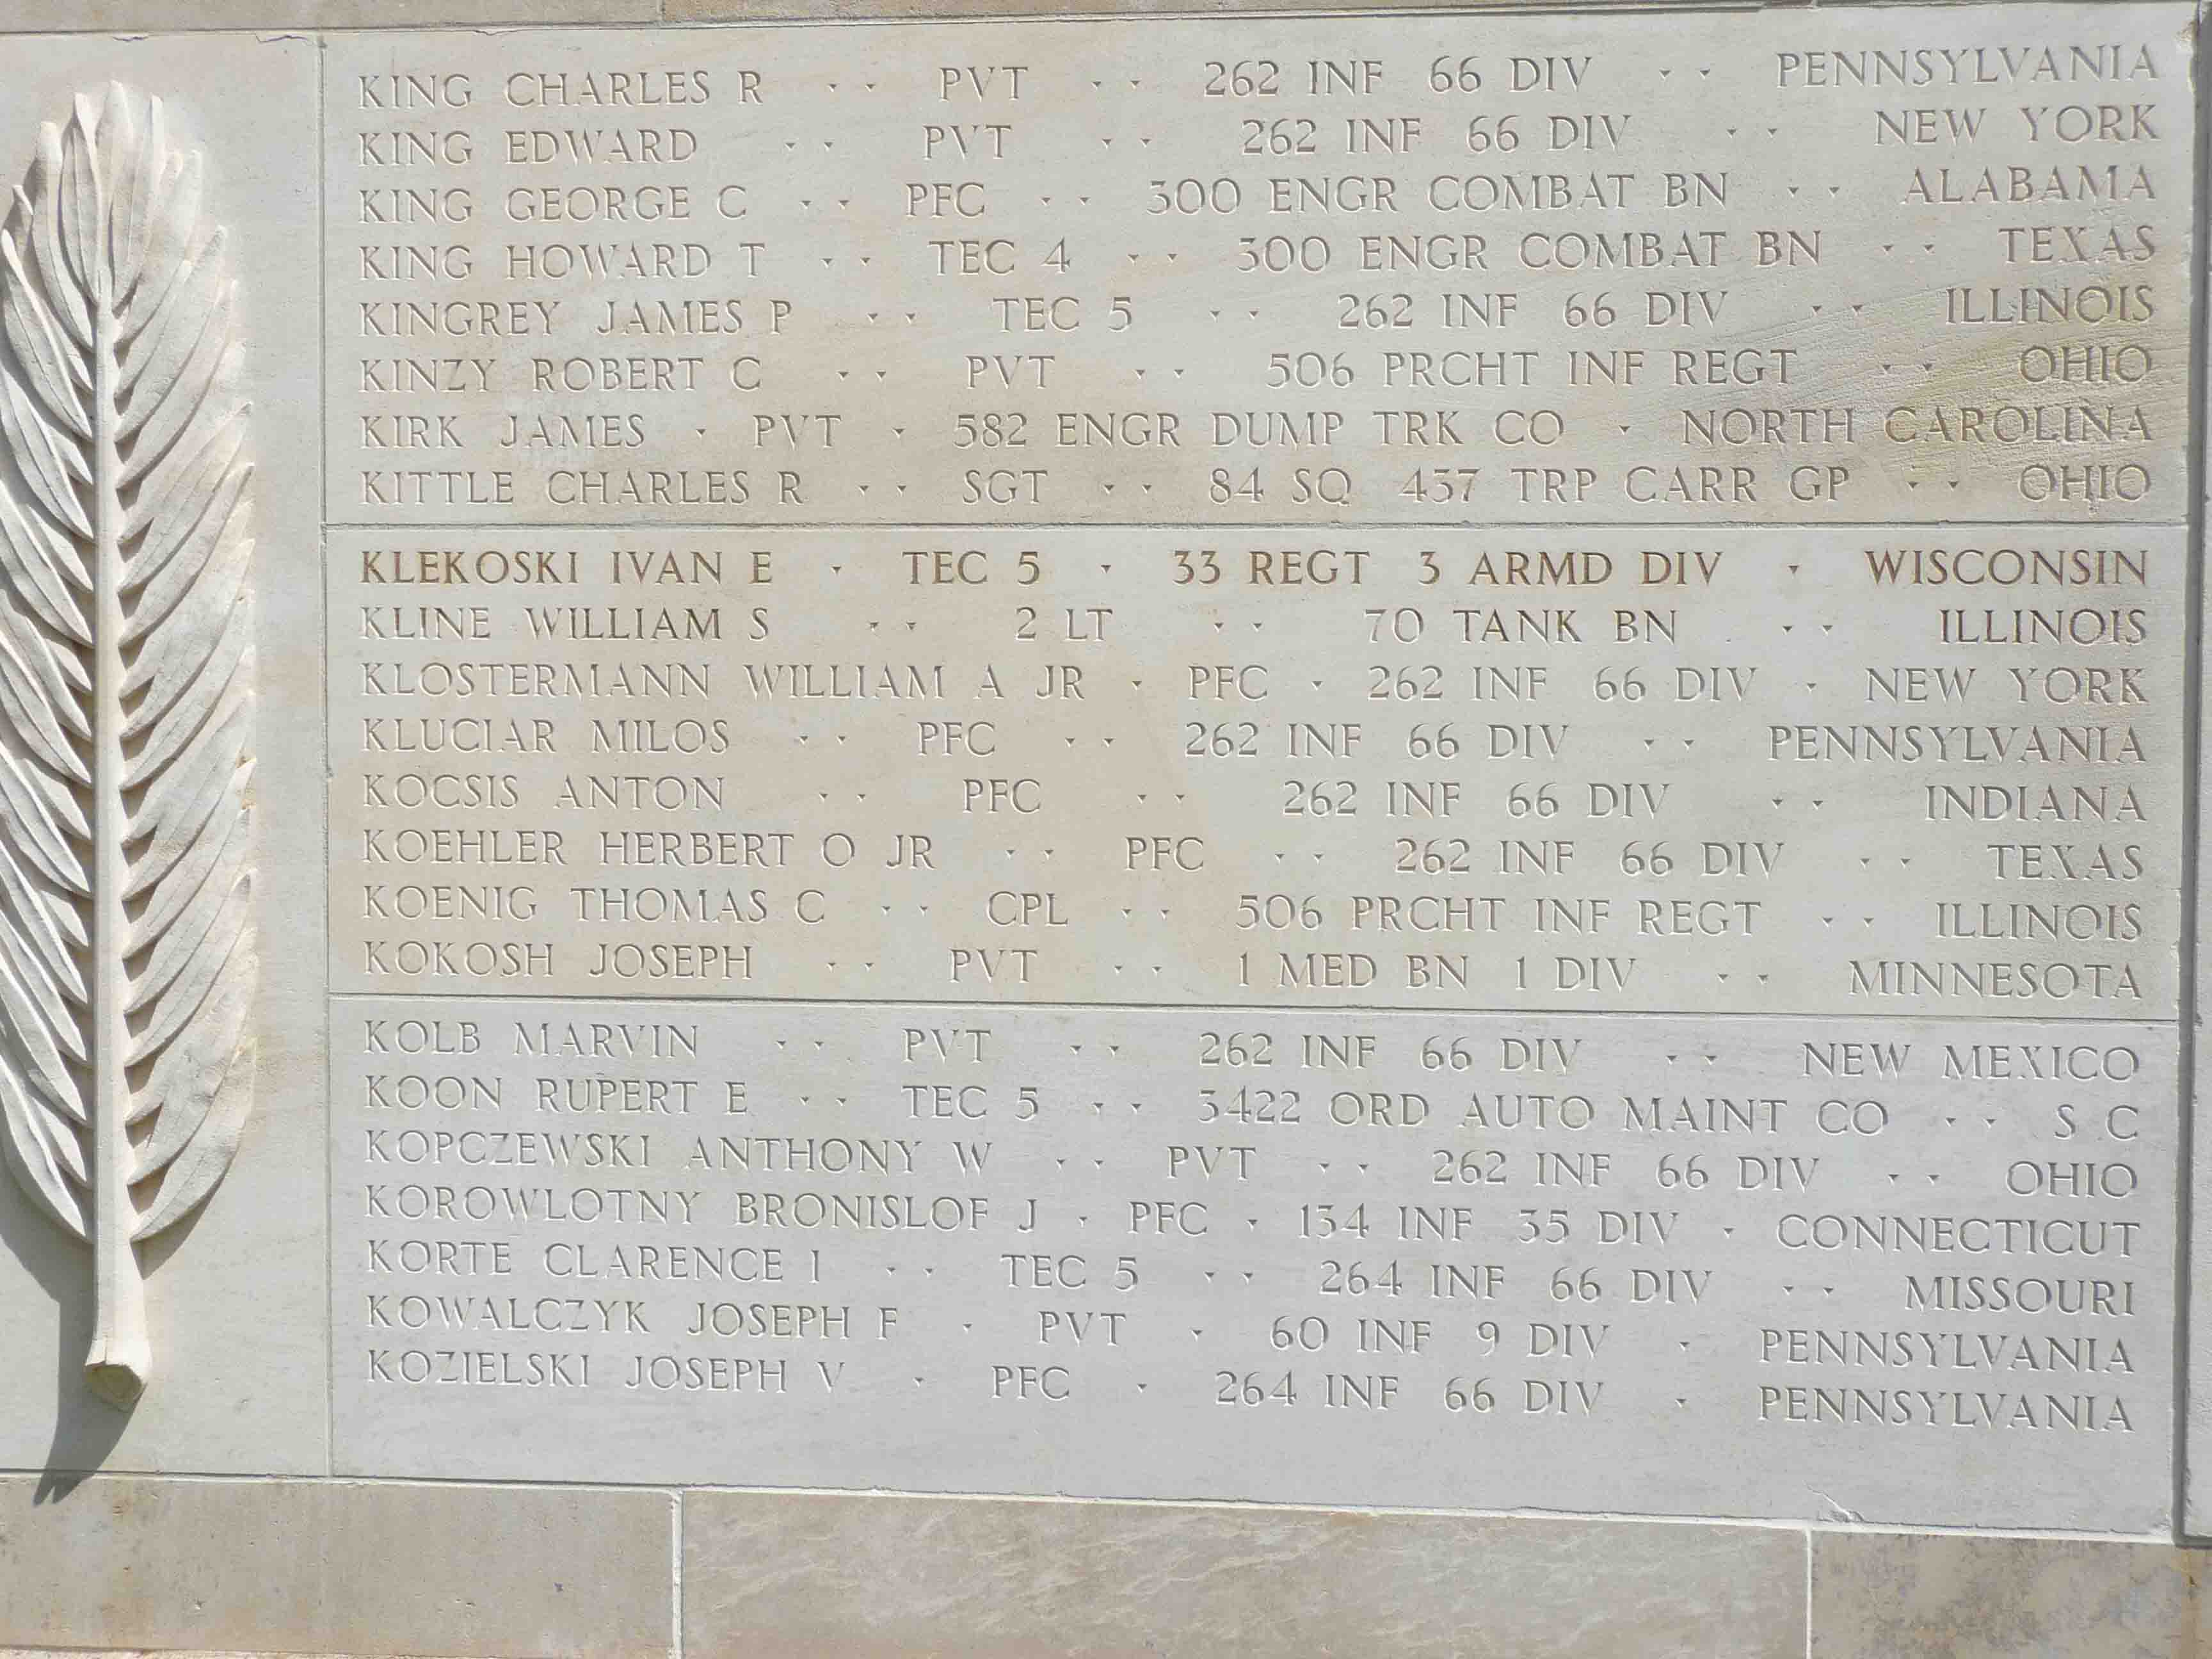 KING CHARLES R · · PVT · · 262 INF 66 DIV · · PENNSYLVANIA
KING EDWARD · · PVT · · 262 INF 66 DIV · · NEW YORK
KING GEORGE C · · PFC · · 300 ENGR COMBAT BN · · ALABAMA
KING HOWARD T · · TEC 4 · · 300 ENGR COMBAT BN · · TEXAS
KINGREY JAMES P · · TEC 5 · · 262 INF 66 DIV · · ILLINOIS
KINZY ROBERT C · · PVT · · 506 PRCHT INF REGT · · OHIO
KIRK JAMES · PVT · 582 ENGR DUMP TRK CO · NORTH CAROLINA
KITTLE CHARLES R · · SGT · · 84 SQ 437 TRP CARR GP · · OHIO
KLEKOSKI IVAN E · TEC 5 · 33 REGT 3 ARMD DIV · WISCONSIN
KLINE WILLIAM S · · 2 LT · · 70 TANK BN · · ILLINOIS
KLOSTERMANN WILLIAM A JR · PFC · 262 INF 66 DIV · NEW YORK
KLUCIAR MILOS · · PFC · · 262 INF 66 DIV · · PENNSYLVANIA
KOCSIS ANTON · · PFC · · 262 INF 66 DIV · · INDIANA
KOEHLER HERBERT O JR · · PFC · · 262 INF 66 DIV · · TEXAS
KOENIG THOMAS C · · CPL · · 506 PRCHT INF REGT · · ILLINOIS
KOKOSH JOSEPH · · PVT · · 1 MED BN 1 DIV · · MINNESOTA
KOLB MARVIN · · PVT · · 262 INF 66 DIV · · NEW MEXICO
KOON RUPERT E · · TEC 5 · · 3422 ORD AUTO MAINT CO · · S C
KOPCZEWSKI ANTHONY W · · PVT · · 262 INF 66 DIV · · OHIO
KOROWLOTNY BRONISLOF J · PFC · 134 INF 35 DIV · CONNECTICUT
KORTE CLARENCE I · · TEC 5 · · 264 INF 66 DIV · · MISSOURI
KOWALCZYK JOSEPH F · PVT · 60 INF 9 DIV · PENNSYLVANIA
KOZIELSKI JOSEPH V · PFC · 264 INF 66 DIV · PENNSYLVANIA